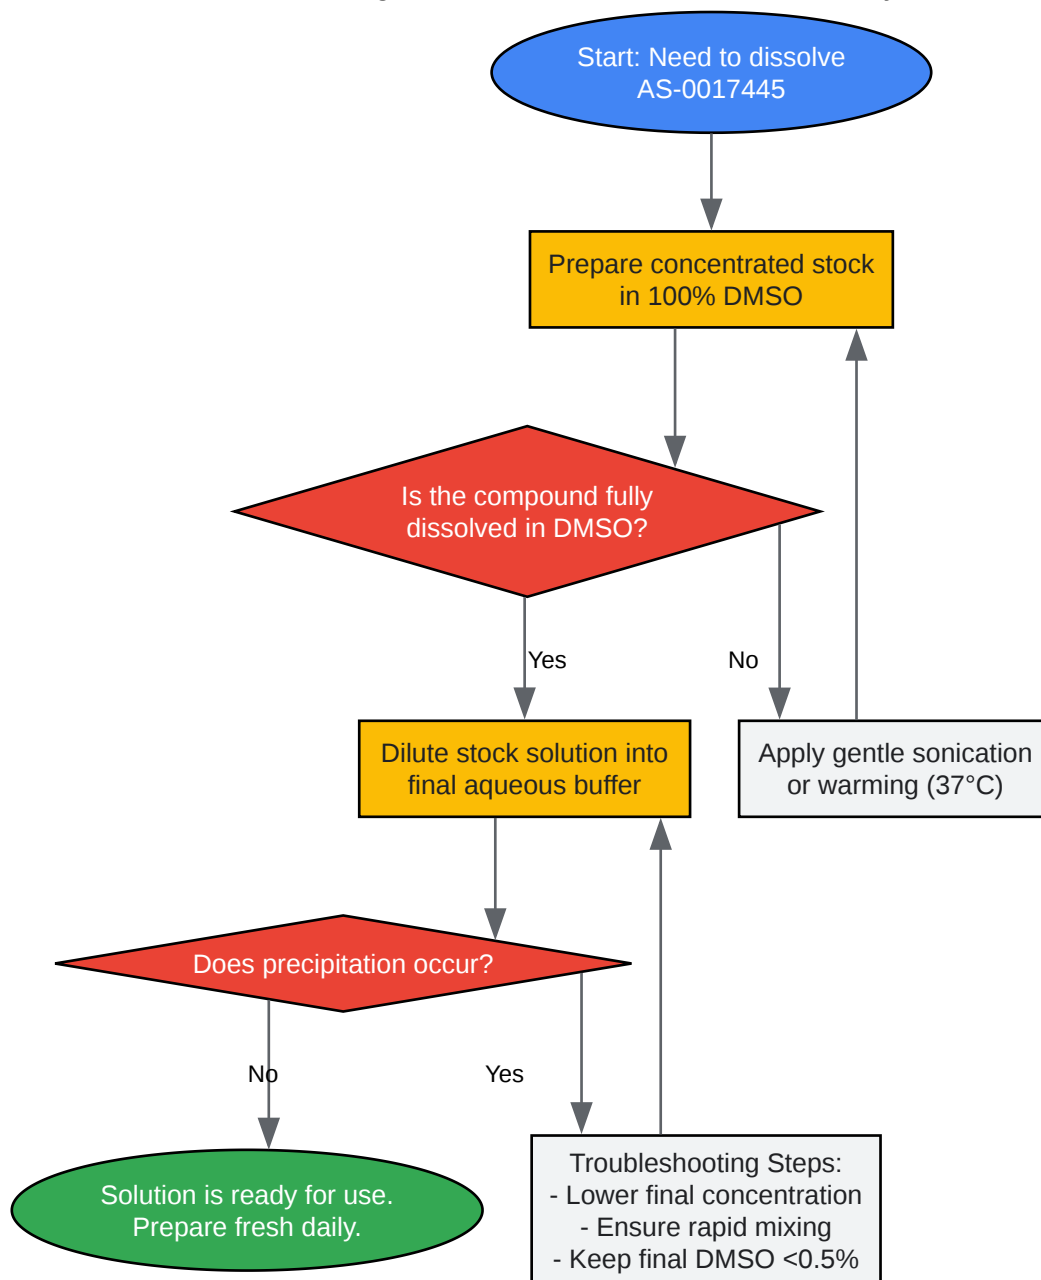 Start: Need to dissolve
AS-0017445
Prepare concentrated stock
in 100% DMSO
Is the compound fully
dissolved in DMSO?
Yes
No
Dilute stock solution into
final aqueous buffer
Apply gentle sonication
or warming (37°C)
Does precipitation occur?
No
Yes
Solution is ready for use.
Prepare fresh daily.
Troubleshooting Steps:
- Lower final concentration
- Ensure rapid mixing
- Keep final DMSO <0.5%